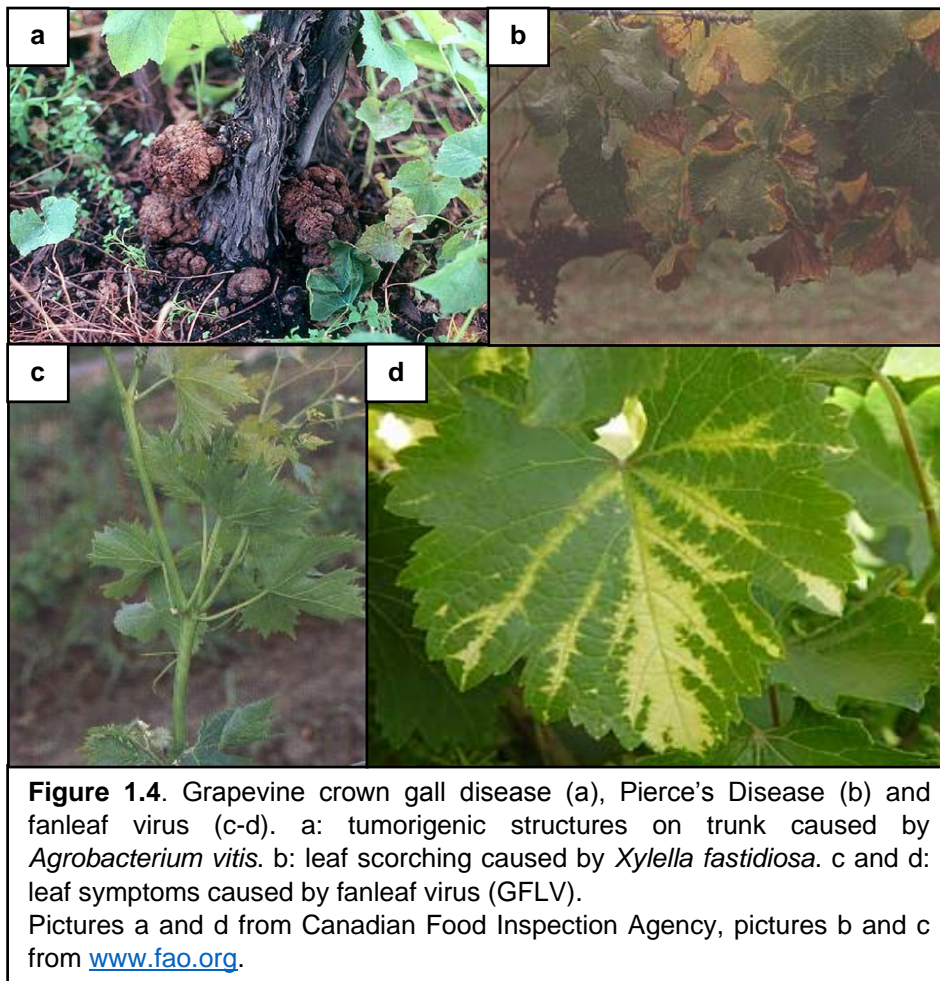 a
b
c
d
Figure 1.4. Grapevine crown gall disease (a), Pierce's Disease (b) and
fanleaf virus (c-d). a: tumorigenic structures on trunk caused by
Agrobacterium vitis. b: leaf scorching caused by Xylella fastidiosa. c and d:
leaf symptoms caused by fanleaf virus (GFLV).
Pictures a and d from Canadian Food Inspection Agency, pictures b and c
from www.fao.org.